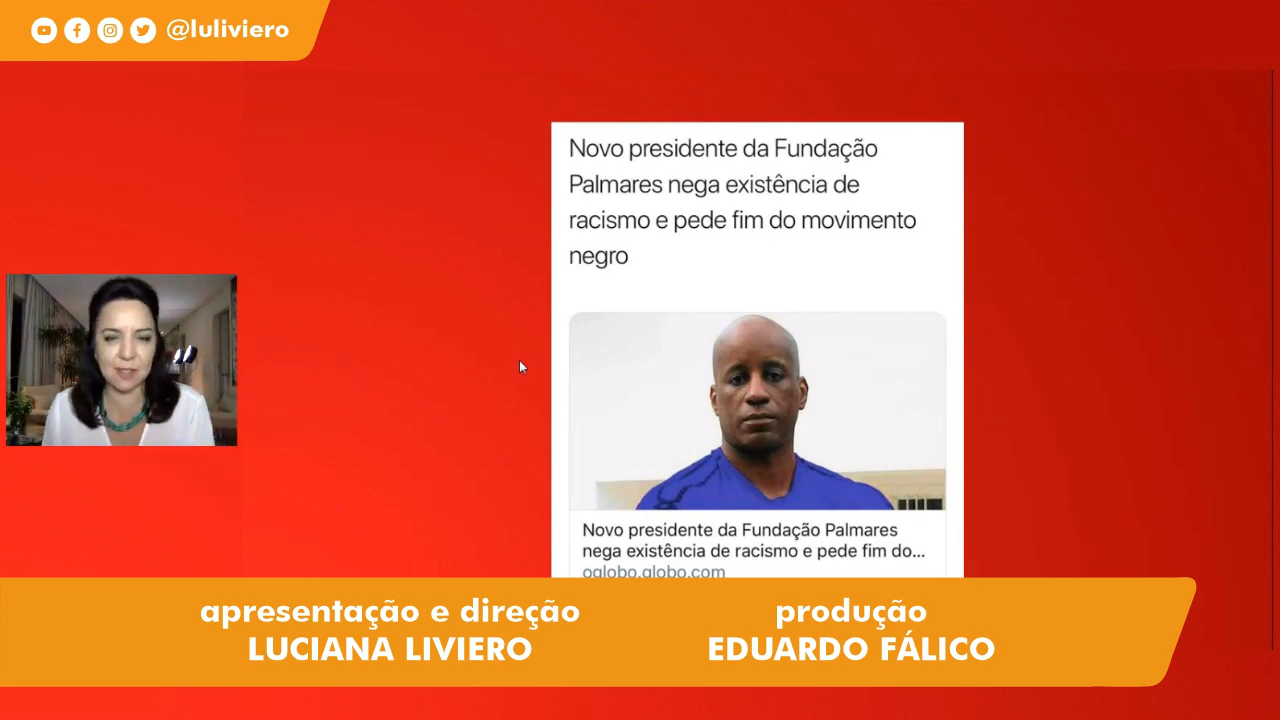 @luliviero
Novo presidente da Fundação
Palmares nega existência de
racismo e pede fim do movimento
negro
Novo presidente da Fundação Palmares
nega existência de racismo e pede fim do...
oglobo.globo.com
apresentação e direção
LUCIANA LIVIERO
produção
EDUARDO FÁLICO